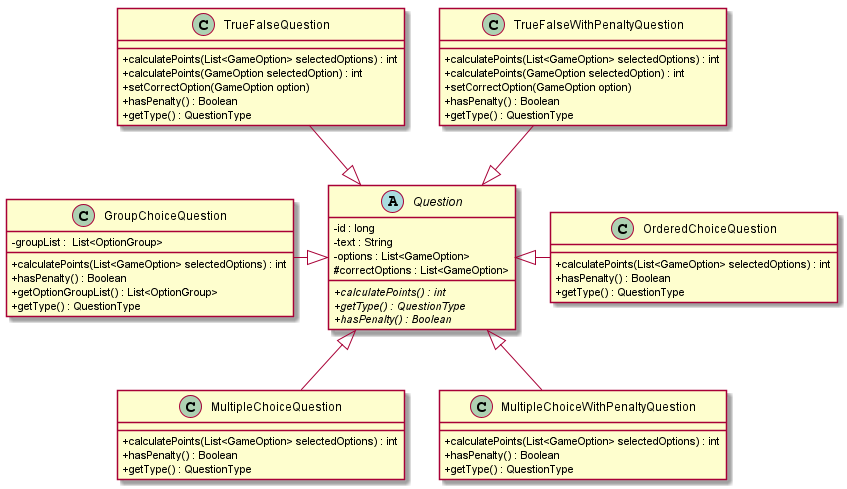 C TrueFalseQuestion
+calculatePoints(List<GameOption> selectedOptions) : int
+calculatePoints(GameOption selectedOption) : int
+setCorrectOption(GameOption option)
+hasPenalty() : Boolean
+getType() : QuestionType
C TrueFalseWithPenaltyQuestion
+calculatePoints(List<GameOption> selectedOptions) : int
+calculatePoints(GameOption selectedOption) : int
+setCorrectOption(GameOption option)
+hasPenalty() : Boolean
+getType() : QuestionType
C GroupChoiceQuestion
-groupList : List<OptionGroup>
+calculatePoints(List<GameOption> selectedOptions) : int
+hasPenalty() : Boolean
+getOptionGroupList() : List<OptionGroup>
+getType() : QuestionType
A Question
-id : long
-text : String
-options : List<GameOption>
#correctOptions : List<GameOption>
+calculatePoints() : int
+getType() : QuestionType
+hasPenalty() : Boolean
C OrderedChoiceQuestion
+calculatePoints(List<GameOption> selectedOptions) : int
+hasPenalty() : Boolean
+getType() : QuestionType
C MultipleChoiceQuestion
+calculatePoints(List<GameOption> selectedOptions) : int
+hasPenalty() : Boolean
+getType() : QuestionType
C MultipleChoiceWithPenaltyQuestion
+calculatePoints(List<GameOption> selectedOptions) : int
+hasPenalty() : Boolean
+getType() : QuestionType